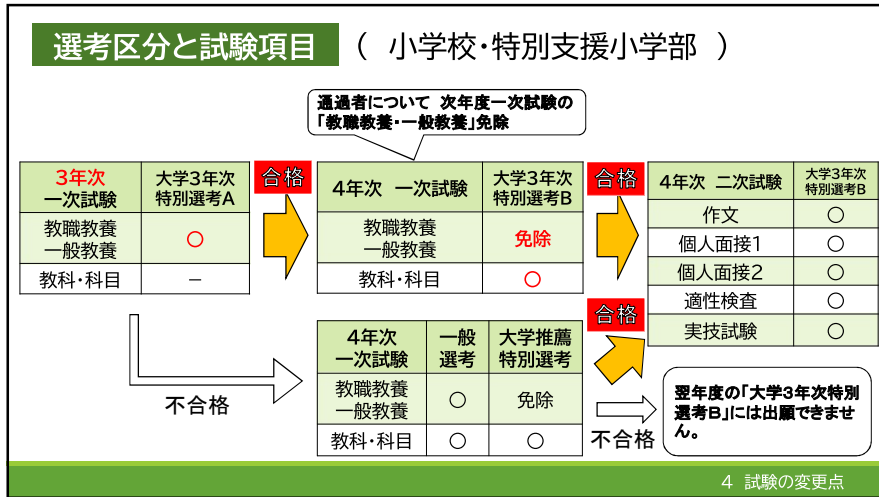 選考区分と試験項目 ( 小学校・特別支援小学部 )
通過者について 次年度一次試験の
「教職教養・一般教養」免除
3年次
一次試験
大学3年次
特別選考A
教職教養
一般教養
○
教科・科目
－
合格
4年次 一次試験
大学3年次
特別選考B
教職教養
一般教養
免除
教科・科目
○
合格
4年次 二次試験
大学3年次
特別選考B
作文
○
個人面接1
○
個人面接2
○
適性検査
○
実技試験
○
不合格
4年次
一次試験
一般
選考
大学推薦
特別選考
教職教養
一般教養
○
免除
教科・科目
○
○
合格
不合格
翌年度の「大学3年次特別
選考B」には出願できませ
ん。
4 試験の変更点